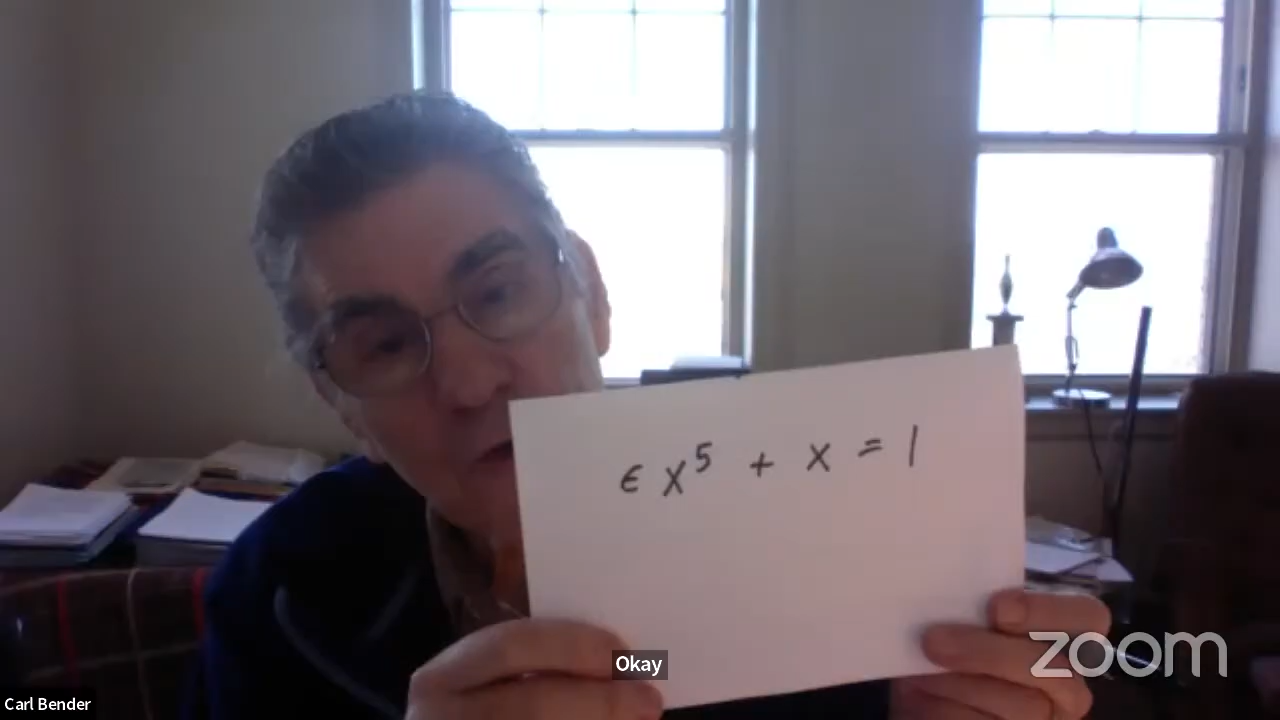 ϵ x⁵ + x = 1
Okay
zoom
Carl Bender